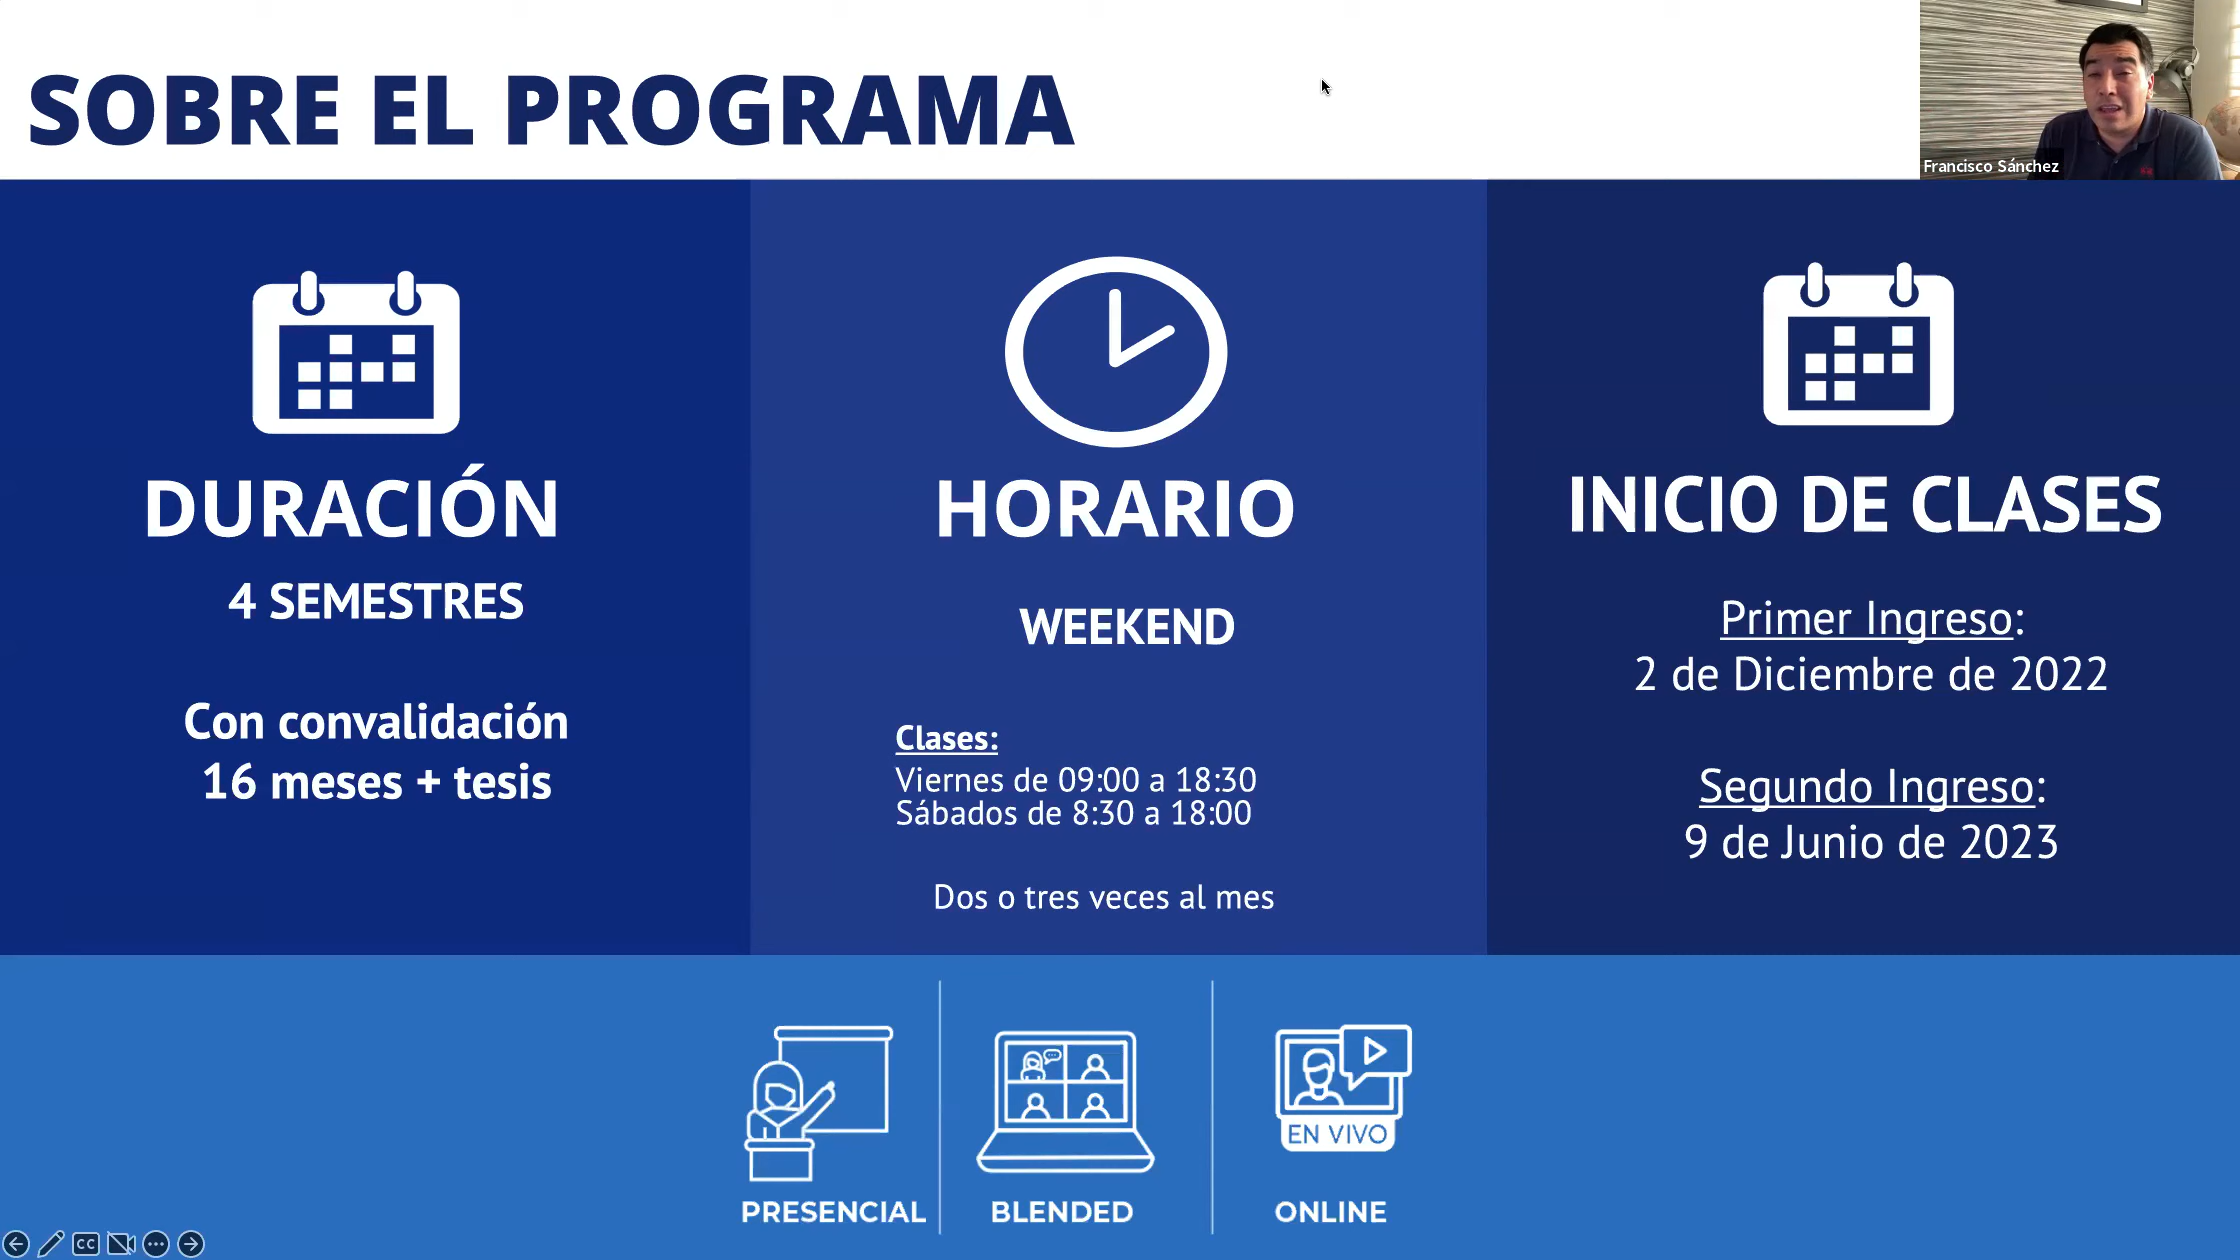 SOBRE EL PROGRAMA
Francisco Sánchez
DURACIÓN
4 SEMESTRES
Con convalidación
16 meses + tesis
HORARIO
WEEKEND
Clases:
Viernes de 09:00 a 18:30
Sábados de 8:30 a 18:00
Dos o tres veces al mes
INICIO DE CLASES
Primer Ingreso:
2 de Diciembre de 2022
Segundo Ingreso:
9 de Junio de 2023
PRESENCIAL
BLENDED
EN VIVO
ONLINE
CC